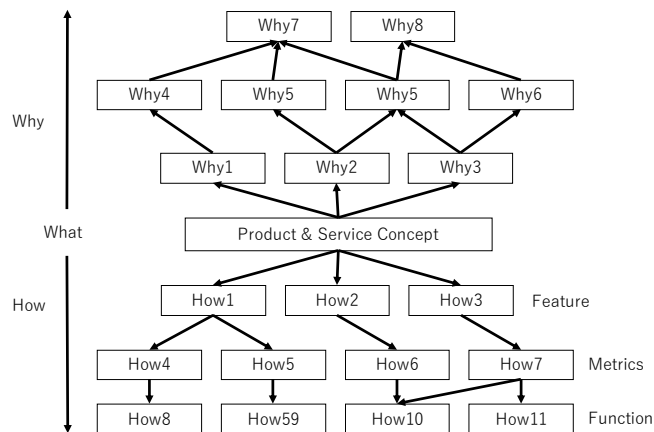 Why7 Why8
Why4 Why5 Why5 Why6
Why
Why1 Why2 Why3
What
Product & Service Concept
How
How1 How2 How3 Feature
How4 How5 How6 How7 Metrics
How8 How59 How10 How11 Function